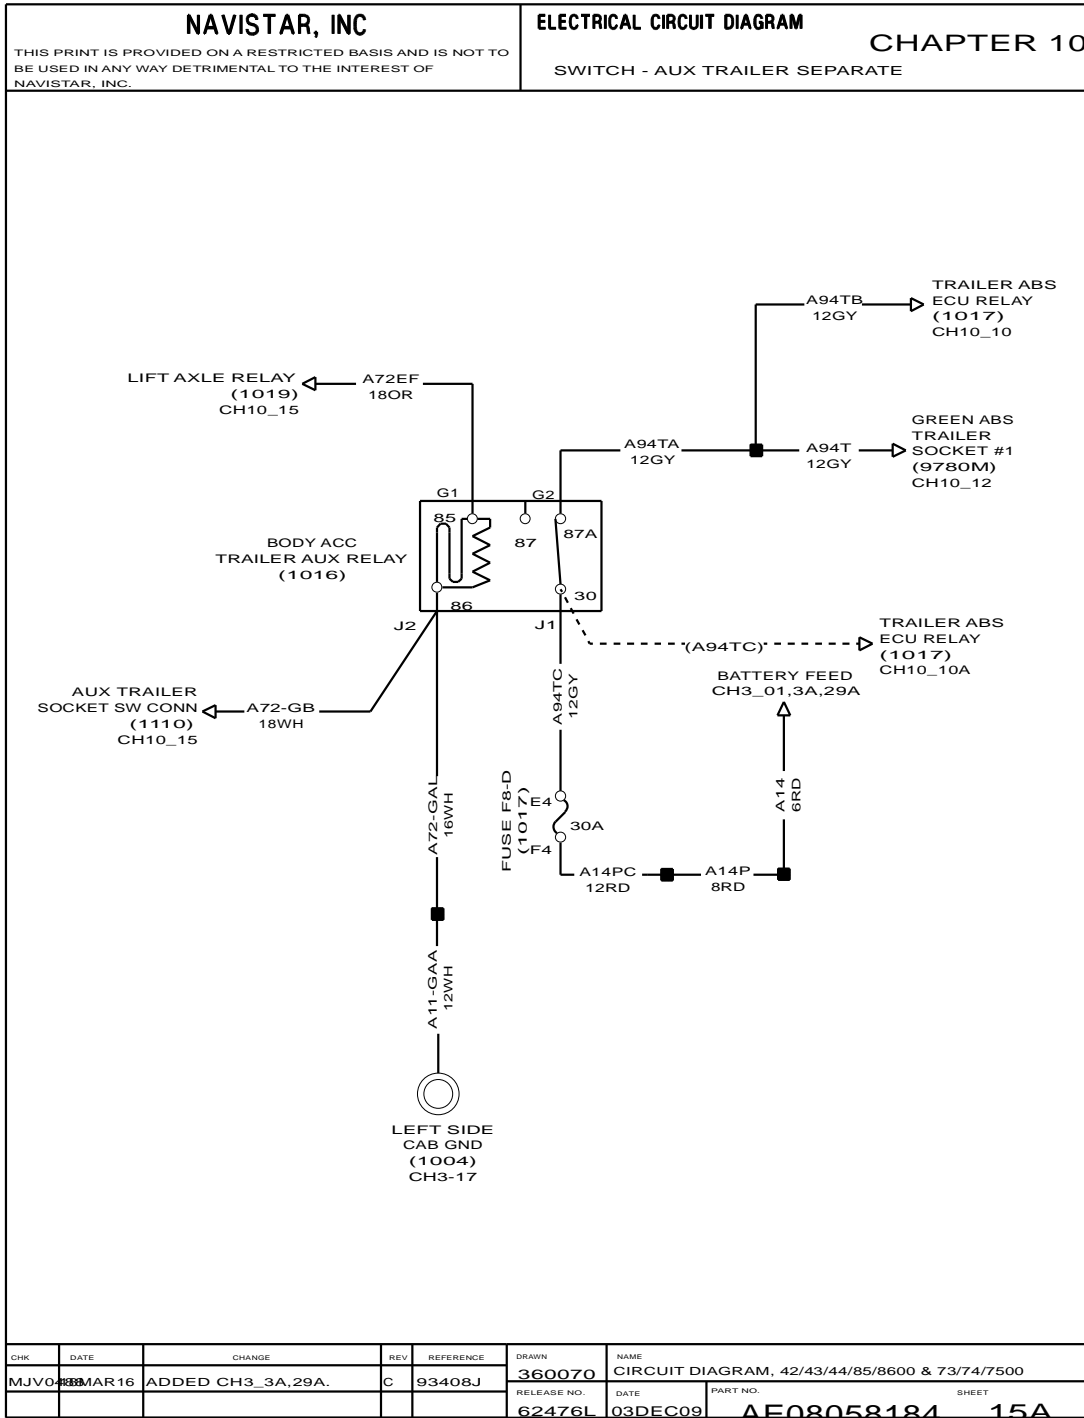 NAVISTAR, INC
THIS PRINT IS PROVIDED ON A RESTRICTED BASIS AND IS NOT TO
BE USED IN ANY WAY DETRIMENTAL TO THE INTEREST OF
NAVISTAR, INC.
ELECTRICAL CIRCUIT DIAGRAM
CHAPTER 10
SWITCH - AUX TRAILER SEPARATE
A94TB
12GY
TRAILER ABS
ECU RELAY
(1017)
CH10_10
LIFT AXLE RELAY
(1019)
CH10_15
A72EF
18OR
A94TA
12GY
A94T
12GY
GREEN ABS
TRAILER
SOCKET #1
(9780M)
CH10_12
G1
G2
85
87
87A
BODY ACC
TRAILER AUX RELAY
(1016)
86
30
J2
J1
(A94TC)
TRAILER ABS
ECU RELAY
(1017)
CH10_10A
A94TC
12GY
BATTERY FEED
CH3_01,3A,29A
AUX TRAILER
SOCKET SW CONN
(1110)
CH10_15
A72-GB
18WH
A72-GAL
16WH
FUSE F8-D
(1017)
E4
30A
F4
A14
6RD
A14PC
12RD
A14P
8RD
A11-GAA
12WH
LEFT SIDE
CAB GND
(1004)
CH3-17
CHK
DATE
CHANGE
REV
REFERENCE
DRAWN
NAME
ADDED CH3_3A,29A.
C
93408J
360070
CIRCUIT DIAGRAM, 42/43/44/85/8600 & 73/74/7500
RELEASE NO.
DATE
PART NO.
SHEET
62476L
03DEC09
AE08058184
15A